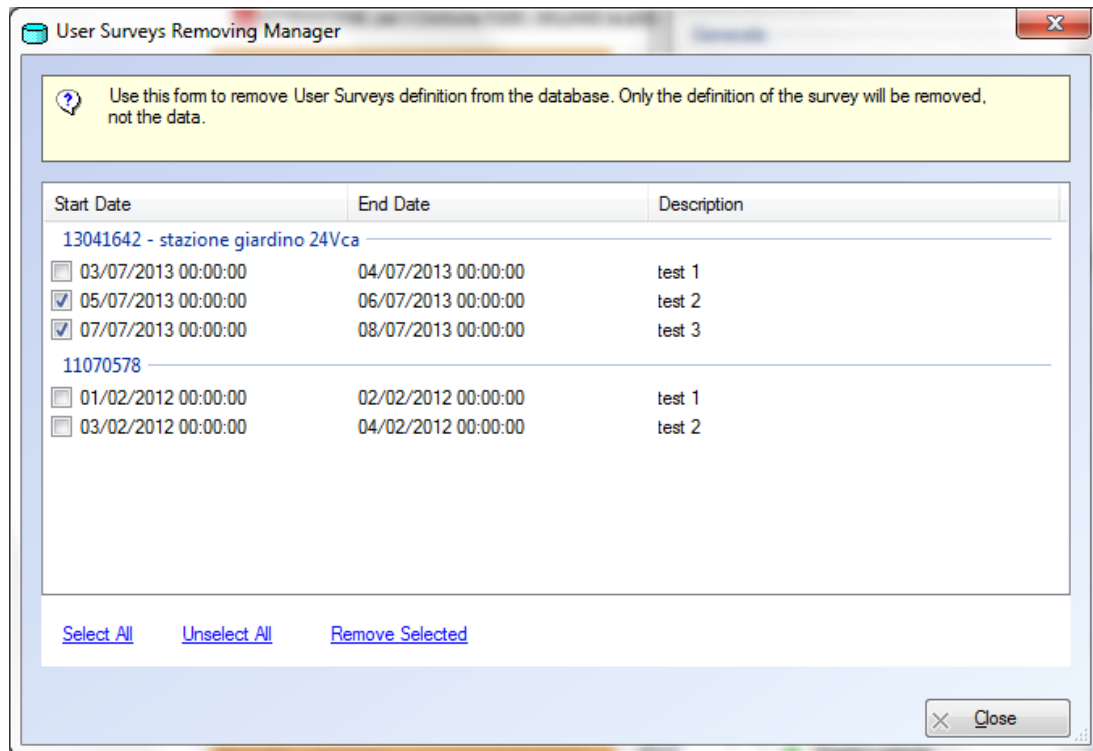 User Surveys Removing Manager
Use this form to remove User Surveys definition from the database. Only the definition of the survey will be removed,
not the data.
Start Date End Date Description
13041642 - stazione giardino 24Vca
03/07/2013 00:00:00 04/07/2013 00:00:00 test 1
05/07/2013 00:00:00 06/07/2013 00:00:00 test 2
07/07/2013 00:00:00 08/07/2013 00:00:00 test 3
11070578
01/02/2012 00:00:00 02/02/2012 00:00:00 test 1
03/02/2012 00:00:00 04/02/2012 00:00:00 test 2
Select All Unselect All Remove Selected
Close